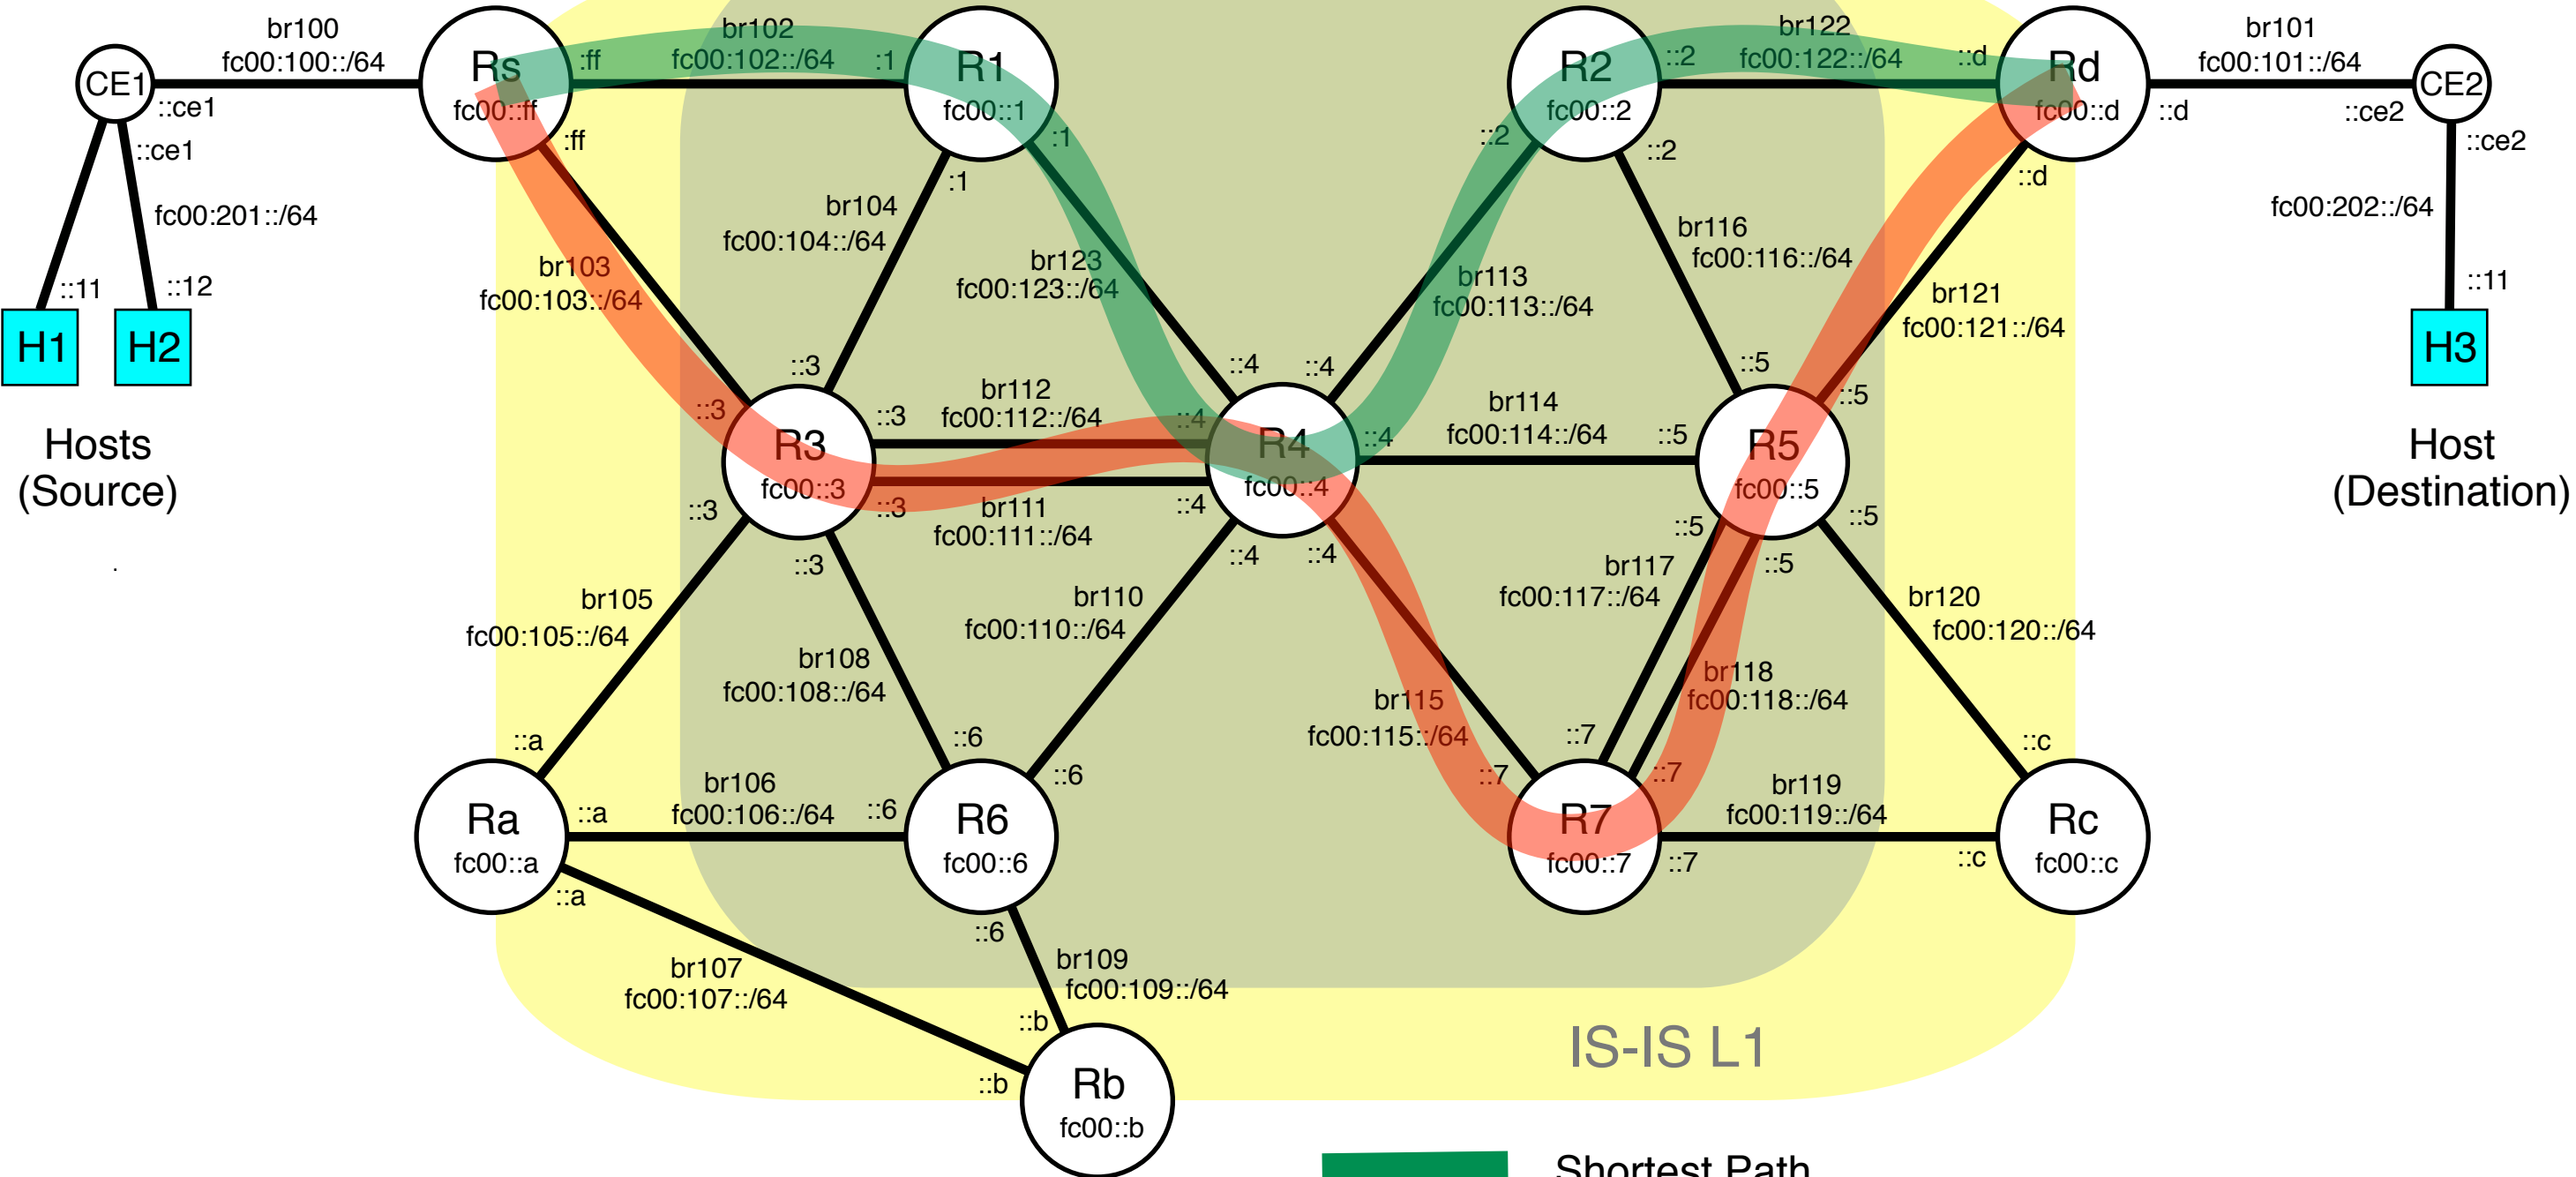 br100
fc00:100::/64
CE1
::ce1
::ce1
fc00:201::/64
::11
::12
H1
H2
Hosts
(Source)
.
Rs
fc00::ff
:ff
br102
fc00:102::/64
:1
:ff
R1
fc00::1
:1
:1
br104
fc00:104::/64
br123
fc00:123::/64
br103
fc00:103::/64
R2
fc00::2
::2
br122
fc00:122::/64
::d
::2
::2
Rd
fc00::d
::d
::d
br101
fc00:101::/64
::ce2
CE2
::ce2
fc00:202::/64
::11
H3
Host
(Destination)
br116
fc00:116::/64
br113
fc00:113::/64
br121
fc00:121::/64
::3
::3
::3
br112
fc00:112::/64
::4
::4
::4
R3
fc00::3
::3
::3
::3
br111
fc00:111::/64
::4
R4
fc00::4
::4
::4
::4
br114
fc00:114::/64
::5
::5
::5
R5
fc00::5
::5
::5
::5
br117
fc00:117::/64
br120
fc00:120::/64
br105
fc00:105::/64
br108
fc00:108::/64
br110
fc00:110::/64
br115
fc00:115::/64
br118
fc00:118::/64
::a
::6
::6
::7
::7
::7
::c
Ra
fc00::a
::a
br106
fc00:106::/64
::6
R6
fc00::6
R7
fc00::7
::7
br119
fc00:119::/64
::c
Rc
fc00::c
::a
::6
br107
fc00:107::/64
br109
fc00:109::/64
::b
::b
Rb
fc00::b
IS-IS L1
Shortest Path